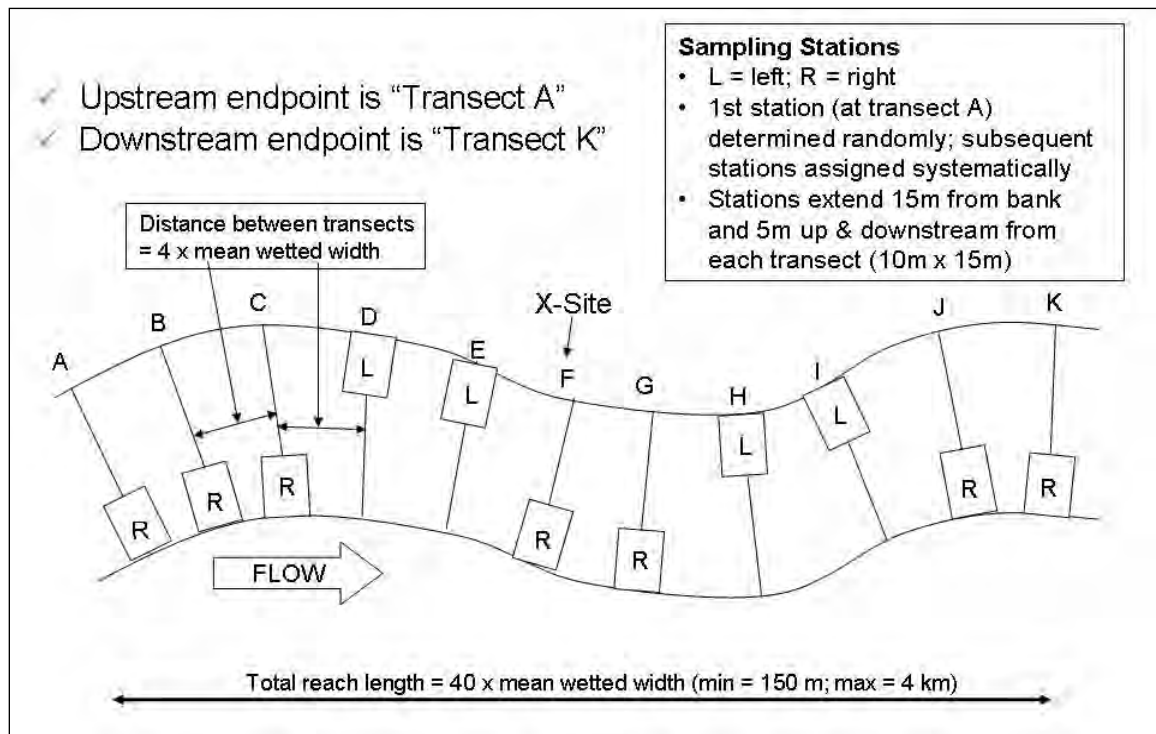 ✓ Upstream endpoint is “Transect A”
✓ Downstream endpoint is “Transect K”
Sampling Stations
• L = left; R = right
• 1st station (at transect A)
determined randomly; subsequent
stations assigned systematically
• Stations extend 15m from bank
and 5m up & downstream from
each transect (10m x 15m)
Distance between transects
= 4 x mean wetted width
X-Site
A
B
C
D
E
F
G
H
I
J
K
R
R
R
L
L
R
R
L
L
R
R
FLOW
Total reach length = 40 x mean wetted width (min = 150 m; max = 4 km)